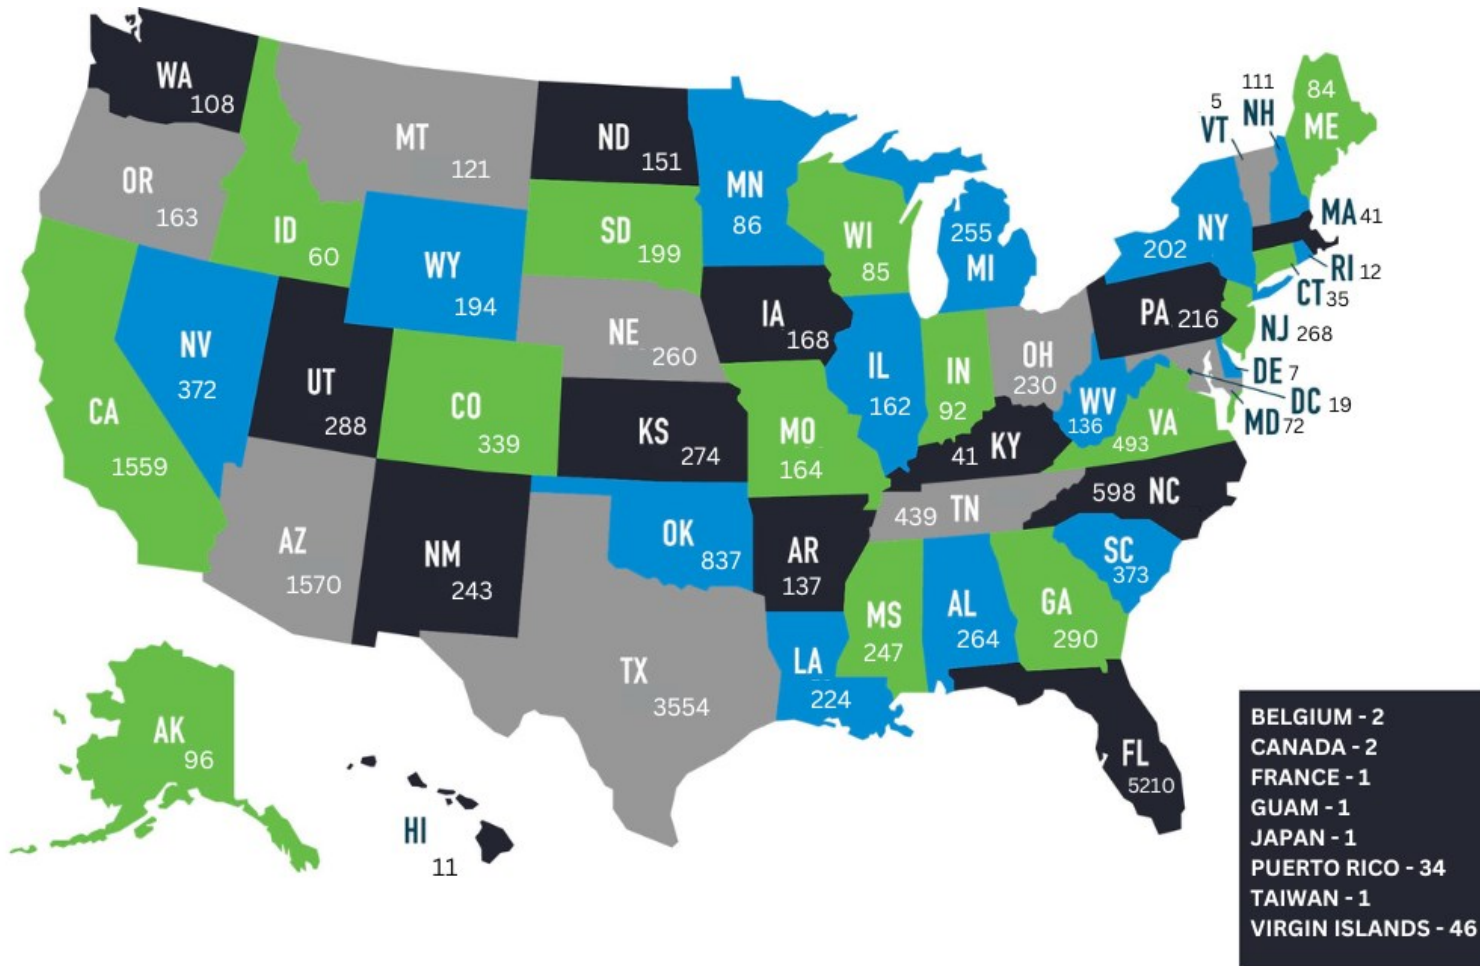 WA
108
OR
163
CA
1559
NV
372
ID
60
MT
121
WY
194
UT
288
AZ
1570
CO
339
NM
243
ND
151
SD
199
NE
260
KS
274
OK
837
TX
3554
MN
86
IA
168
MO
164
AR
137
LA
224
WI
85
IL
162
MI
255
IN
92
OH
230
KY
41
TN
439
MS
247
AL
264
GA
290
FL
5210
SC
373
NC
598
VA
493
WV
136
PA
216
NY
202
VT
5
NH
111
ME
84
MA 41
RI 12
CT 35
NJ 268
DE 7
DC 19
MD 72
AK
96
HI
11
BELGIUM - 2
CANADA - 2
FRANCE - 1
GUAM - 1
JAPAN - 1
PUERTO RICO - 34
TAIWAN - 1
VIRGIN ISLANDS - 46